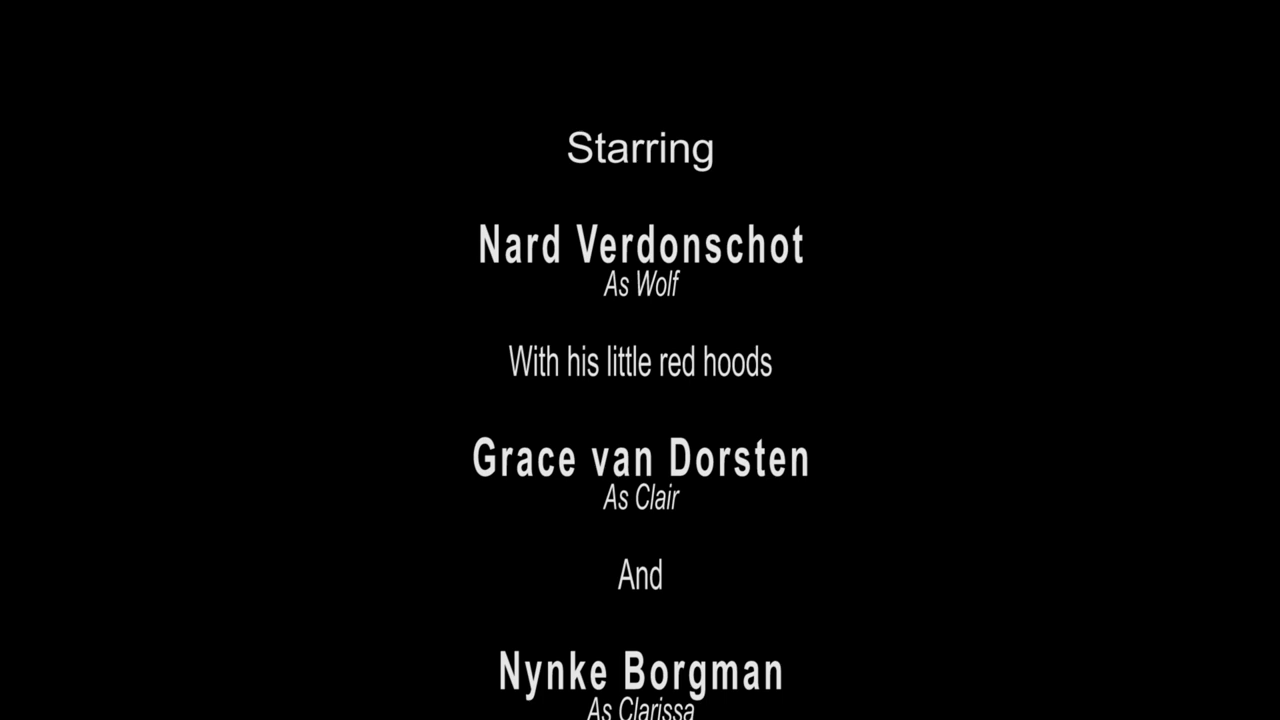 Starring
Nard Verdonschot
As Wolf
With his little red hoods
Grace van Dorsten
As Clair
And
Nynke Borgman
As Clarissa